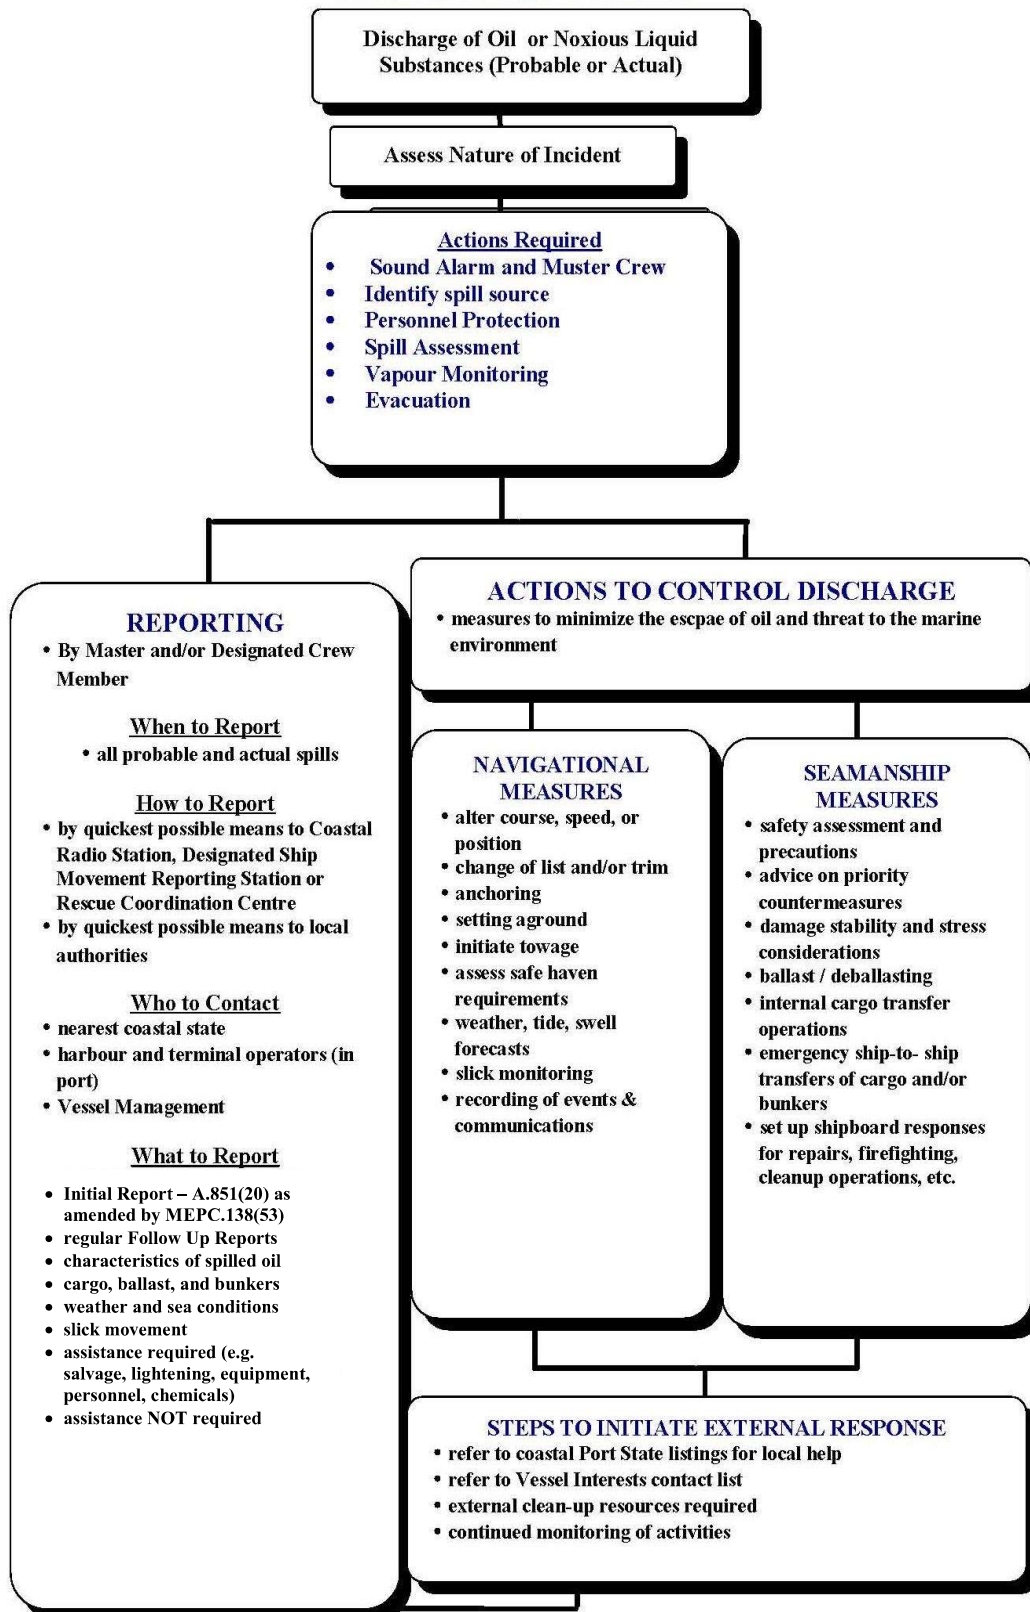 Discharge of Oil or Noxious Liquid
Substances (Probable or Actual)
Assess Nature of Incident
Actions Required
• Sound Alarm and Muster Crew
• Identify spill source
• Personnel Protection
• Spill Assessment
• Vapour Monitoring
• Evacuation
REPORTING
• By Master and/or Designated Crew
Member
When to Report
• all probable and actual spills
How to Report
• by quickest possible means to Coastal
Radio Station, Designated Ship
Movement Reporting Station or
Rescue Coordination Centre
• by quickest possible means to local
authorities
Who to Contact
• nearest coastal state
• harbour and terminal operators (in
port)
• Vessel Management
What to Report
• Initial Report – A.851(20) as
amended by MEPC.138(53)
• regular Follow Up Reports
• characteristics of spilled oil
• cargo, ballast, and bunkers
• weather and sea conditions
• slick movement
• assistance required (e.g.
salvage, lightening, equipment,
personnel, chemicals)
• assistance NOT required
ACTIONS TO CONTROL DISCHARGE
• measures to minimize the escpae of oil and threat to the marine
environment
NAVIGATIONAL
MEASURES
• alter course, speed, or
position
• change of list and/or trim
• anchoring
• setting aground
• initiate towage
• assess safe haven
requirements
• weather, tide, swell
forecasts
• slick monitoring
• recording of events &
communications
SEAMANSHIP
MEASURES
• safety assessment and
precautions
• advice on priority
countermeasures
• damage stability and stress
considerations
• ballast / deballasting
• internal cargo transfer
operations
• emergency ship-to- ship
transfers of cargo and/or
bunkers
• set up shipboard responses
for repairs, firefighting,
cleanup operations, etc.
STEPS TO INITIATE EXTERNAL RESPONSE
• refer to coastal Port State listings for local help
• refer to Vessel Interests contact list
• external clean-up resources required
• continued monitoring of activities